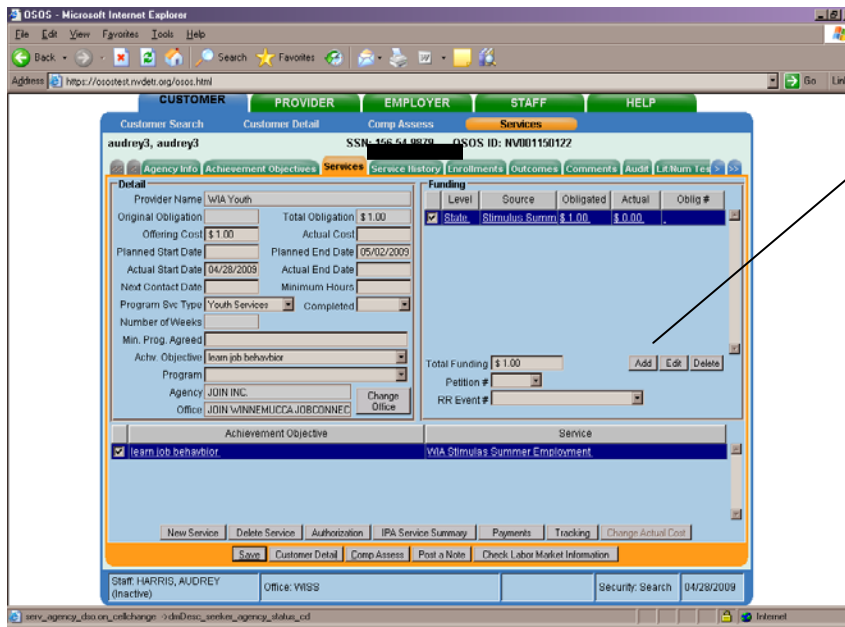 OSOS - Microsoft Internet Explorer
File Edit View Favorites Tools Help
Back Search Favorites
Address https://osostest.nvdetr.org/osos.html Go
CUSTOMER PROVIDER EMPLOYER STAFF HELP
Customer Search Customer Detail Comp Assess Services
audrey3, audrey3 SSN: OSOS ID: NV001150122
Agency Info Achievement Objectives Services Service History Enrollments Outcomes Comments Audit Lit/Num Tes
Detail Funding
Provider Name WIA Youth Level Source Obligated Actual Oblig #
Original Obligation Total Obligation $ 1.00 State Stimulus Summ $ 1.00 $ 0.00
Offering Cost $ 1.00 Actual Cost
Planned Start Date Planned End Date 05/02/2009
Actual Start Date 04/28/2009 Actual End Date
Next Contact Date Minimum Hours
Program Svc Type Youth Services Completed
Number of Weeks
Min. Prog. Agreed
Achv. Objective learn job behavbior Total Funding $ 1.00 Add Edit Delete
Program Petition #
Agency JOIN INC. Change Office RR Event #
Office JOIN WINNEMUCCA JOBCONNEC
Achievement Objective Service
learn job behavbior WIA Stimulas Summer Employment
New Service Delete Service Authorization IPA Service Summary Payments Tracking Change Actual Cost
Save Customer Detail Comp Assess Post a Note Check Labor Market Information
Staff: HARRIS, AUDREY (Inactive) Office: WISS Security: Search 04/28/2009
serv_agency_dso.on_cellchange ->dmDesc_seeker_agency_status_cd Internet